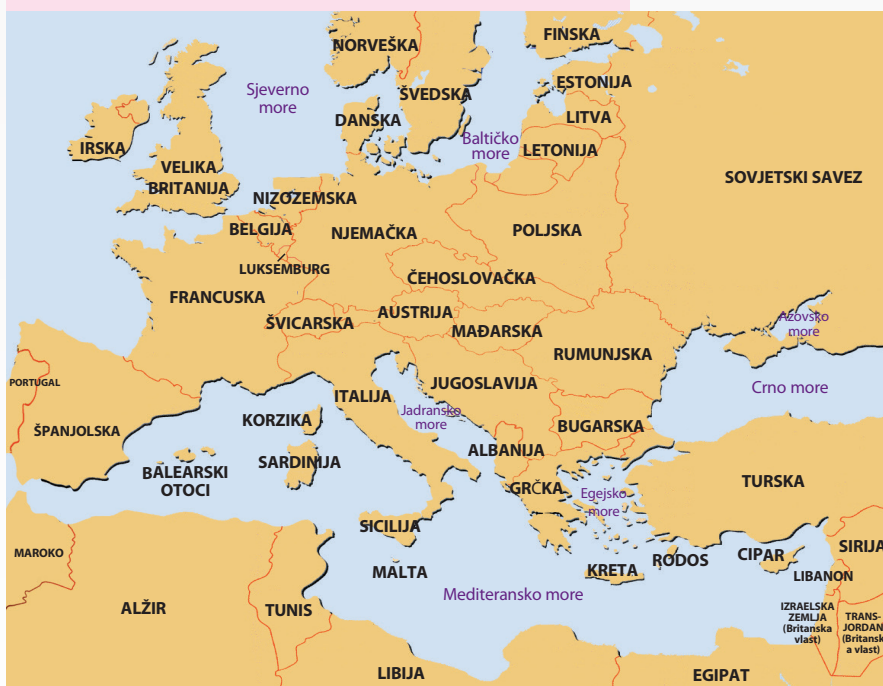 FINSKA
NORVEŠKA
ESTONIJA
Sjeverno
more
ŠVEDSKA
LITVA
DANSKA
Baltičko
more
LETONIJA
IRSKA
VELIKA
BRITANIJA
SOVJETSKI SAVEZ
NIZOZEMSKA
BELGIJA
NJEMAČKA
POLJSKA
LUKSEMBURG
ČEHOSLOVAČKA
FRANCUSKA
AUSTRIJA
ŠVICARSKA
MAĐARSKA
Azovsko
more
RUMUNJSKA
PORTUGAL
ITALIJA
JUGOSLAVIJA
Crno more
KORZIKA
Jadransko
more
ŠPANJOLSKA
BUGARSKA
SARDINIJA
ALBANIJA
BALEARSKI
OTOCI
GRČKA
Egejsko
more
TURSKA
SICILIJA
MAROKO
MALTA
KRETA
RODOS
CIPAR
SIRIJA
LIBANON
Mediteransko more
ALŽIR
TUNIS
IZRAELSKA
ZEMLJA
(Britanska
vlast)
TRANS-
JORDAN
(Britansk
a vlast)
LIBIJA
EGIPAT